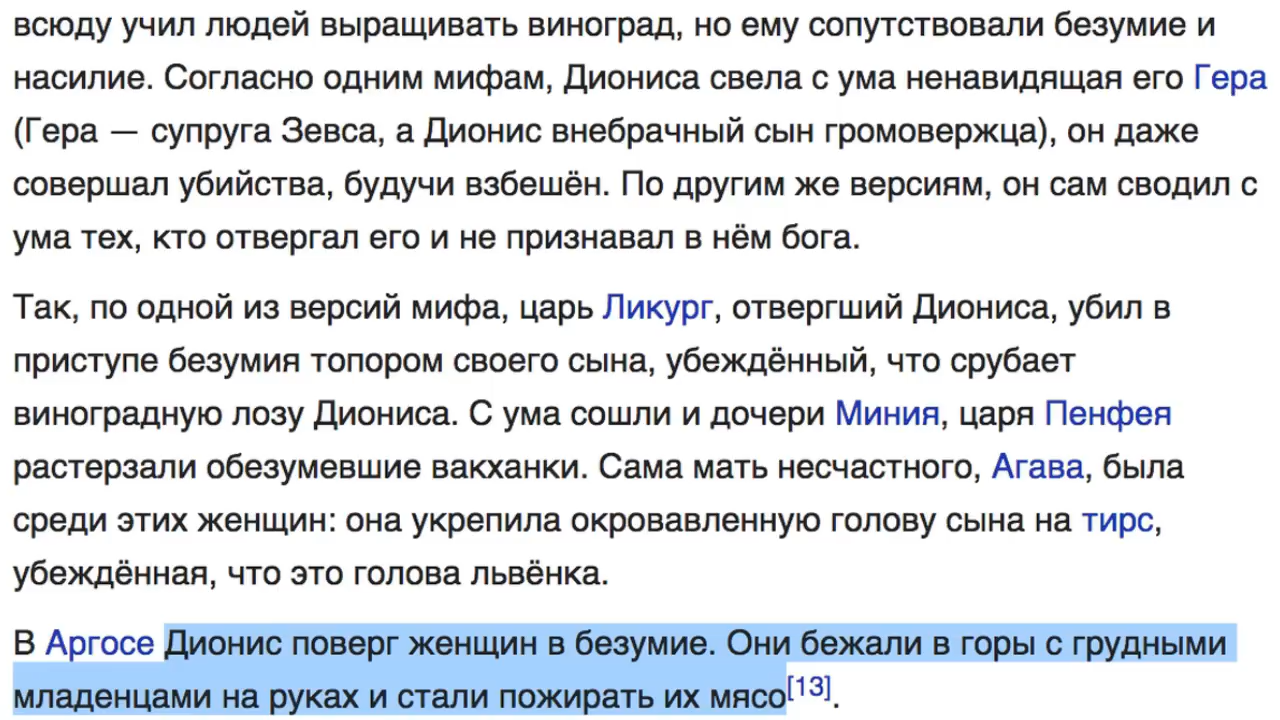 всюду учил людей выращивать виноград, но ему сопутствовали безумие и
насилие. Согласно одним мифам, Диониса свела с ума ненавидящая его Гера
(Гера — супруга Зевса, а Дионис внебрачный сын громовержца), он даже
совершал убийства, будучи взбешён. По другим же версиям, он сам сводил с
ума тех, кто отвергал его и не признавал в нём бога.
Так, по одной из версий мифа, царь Ликург, отвергший Диониса, убил в
приступе безумия топором своего сына, убеждённый, что срубает
виноградную лозу Диониса. С ума сошли и дочери Миния, царя Пенфея
растерзали обезумевшие вакханки. Сама мать несчастного, Агава, была
среди этих женщин: она укрепила окровавленную голову сына на тирс,
убеждённая, что это голова львёнка.
В Аргосе Дионис поверг женщин в безумие. Они бежали в горы с грудными
младенцами на руках и стали пожирать их мясо[13].